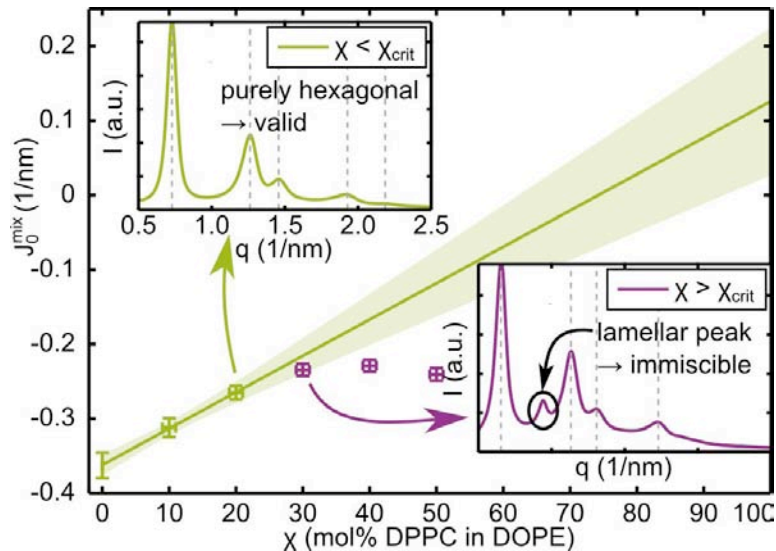 0.2
0.1
0
-0.1
-0.2
-0.3
-0.4
J₀ᵐⁱˣ (1/nm)
χ < χcrit
purely hexagonal
→ valid
I (a.u.)
0.5 1.0 1.5 2.0 2.5
q (1/nm)
χ > χcrit
lamellar peak
→ immiscible
I (a.u.)
q (1/nm)
0 10 20 30 40 50 60 70 80 90 100
χ (mol% DPPC in DOPE)